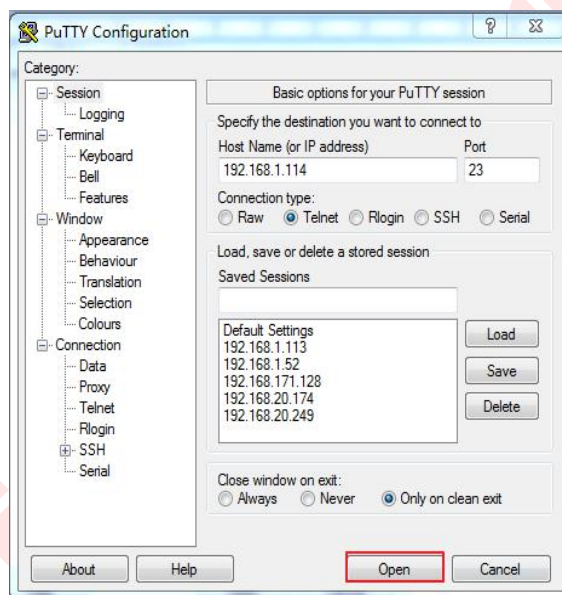 PuTTY Configuration
Category:
Session
Logging
Terminal
Keyboard
Bell
Features
Window
Appearance
Behaviour
Translation
Selection
Colours
Connection
Data
Proxy
Telnet
Rlogin
SSH
Serial
Basic options for your PuTTY session
Specify the destination you want to connect to
Host Name (or IP address) Port
192.168.1.114 23
Connection type:
Raw Telnet Rlogin SSH Serial
Load, save or delete a stored session
Saved Sessions
Default Settings
192.168.1.113
192.168.1.52
192.168.171.128
192.168.20.174
192.168.20.249
Load
Save
Delete
Close window on exit:
Always Never Only on clean exit
About Help Open Cancel